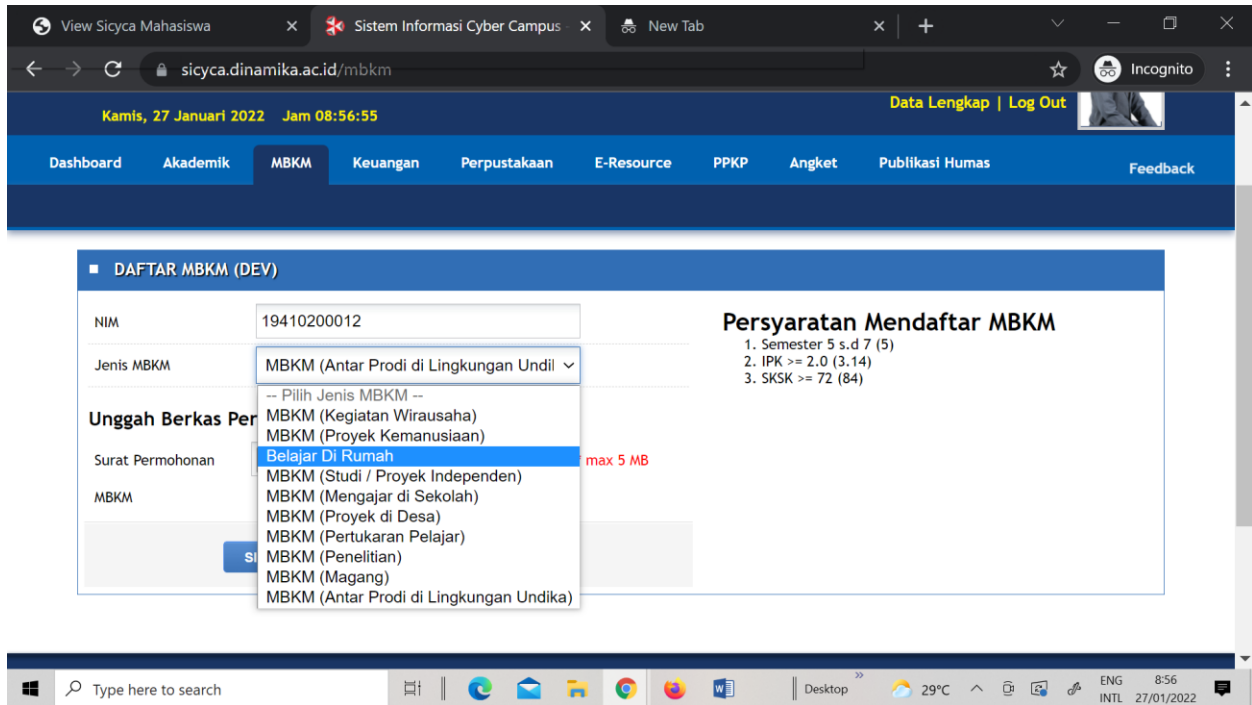 View Sicyca Mahasiswa
Sistem Informasi Cyber Campus -
New Tab
sicyca.dinamika.ac.id/mbkm
Incognito
Kamis, 27 Januari 2022 Jam 08:56:55
Data Lengkap | Log Out
Dashboard Akademik MBKM Keuangan Perpustakaan E-Resource PPKP Angket Publikasi Humas Feedback
DAFTAR MBKM (DEV)
NIM 19410200012
Jenis MBKM MBKM (Antar Prodi di Lingkungan Undil
-- Pilih Jenis MBKM --
MBKM (Kegiatan Wirausaha)
MBKM (Proyek Kemanusiaan)
Belajar Di Rumah
MBKM (Studi / Proyek Independen)
MBKM (Mengajar di Sekolah)
MBKM (Proyek di Desa)
MBKM (Pertukaran Pelajar)
MBKM (Penelitian)
MBKM (Magang)
MBKM (Antar Prodi di Lingkungan Undika)
Unggah Berkas Per
Surat Permohonan
max 5 MB
MBKM
SI
Persyaratan Mendaftar MBKM
1. Semester 5 s.d 7 (5)
2. IPK >= 2.0 (3.14)
3. SKSK >= 72 (84)
Type here to search
Desktop
29°C
ENG
INTL
8:56
27/01/2022